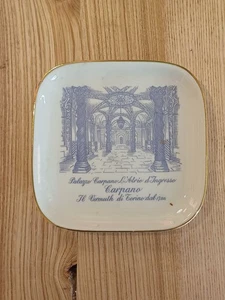 Palazzo Carpano L'Atrio d'Ingresso
Carpano
Il Vermuth di Torino dal 1786